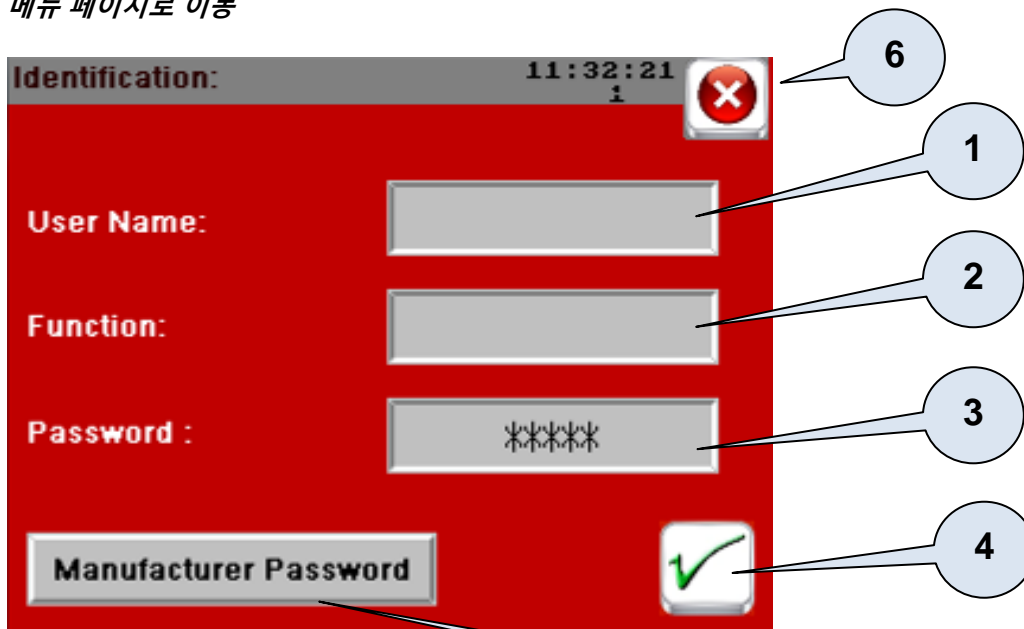 메뉴 페이지로 이동
Identification: 11:32:21
1
6
User Name:
1
Function:
2
Password : *****
3
Manufacturer Password
4